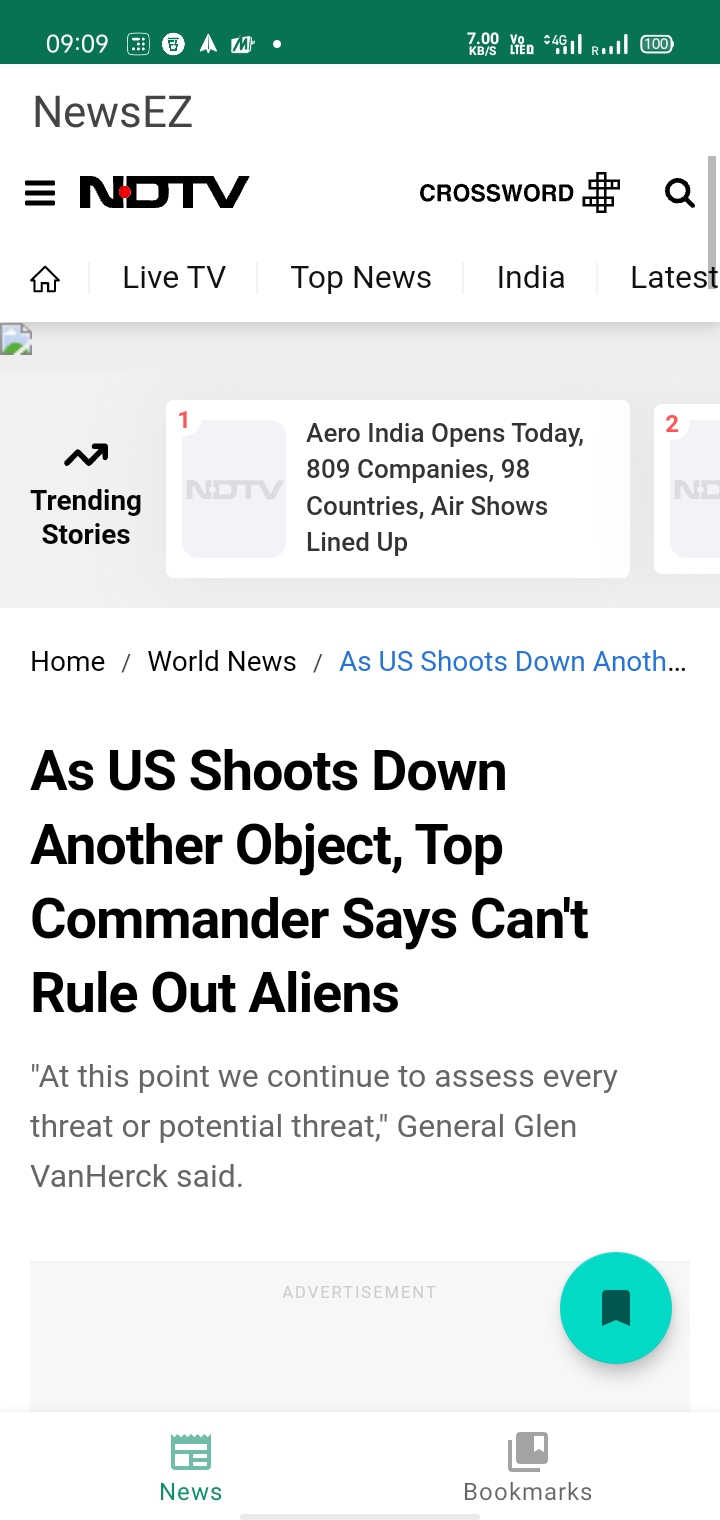 09:09
7.00 KB/S
Vo LTED
4G
R
100
NewsEZ
NDTV
CROSSWORD
Live TV
Top News
India
Latest
1
2
NDTV
Aero India Opens Today,
809 Companies, 98
Countries, Air Shows
Lined Up
Trending
Stories
Home / World News / As US Shoots Down Anoth...
As US Shoots Down
Another Object, Top
Commander Says Can't
Rule Out Aliens
"At this point we continue to assess every
threat or potential threat," General Glen
VanHerck said.
ADVERTISEMENT
News
Bookmarks